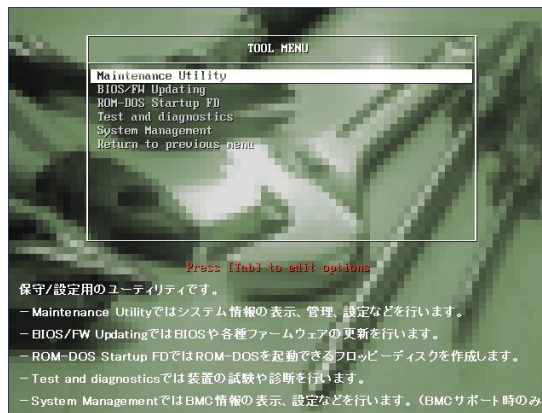 TOOL MENU
Maintenance Utility
BIOS/FW Updating
ROM-DOS Startup FD
Test and diagnostics
System Management
Return to previous menu
Press [Tab] to edit options
保守/設定用のユーティリティです。
－Maintenance Utilityではシステム情報の表示、管理、設定などを行います。
－BIOS/FW UpdatingではBIOSや各種ファームウェアの更新を行います。
－ROM-DOS Startup FDではROM-DOSを起動できるフロッピーディスクを作成します。
－Test and diagnosticsでは装置の試験や診断を行います。
－System ManagementではBMC情報の表示、設定などを行います。（BMCサポート時のみ